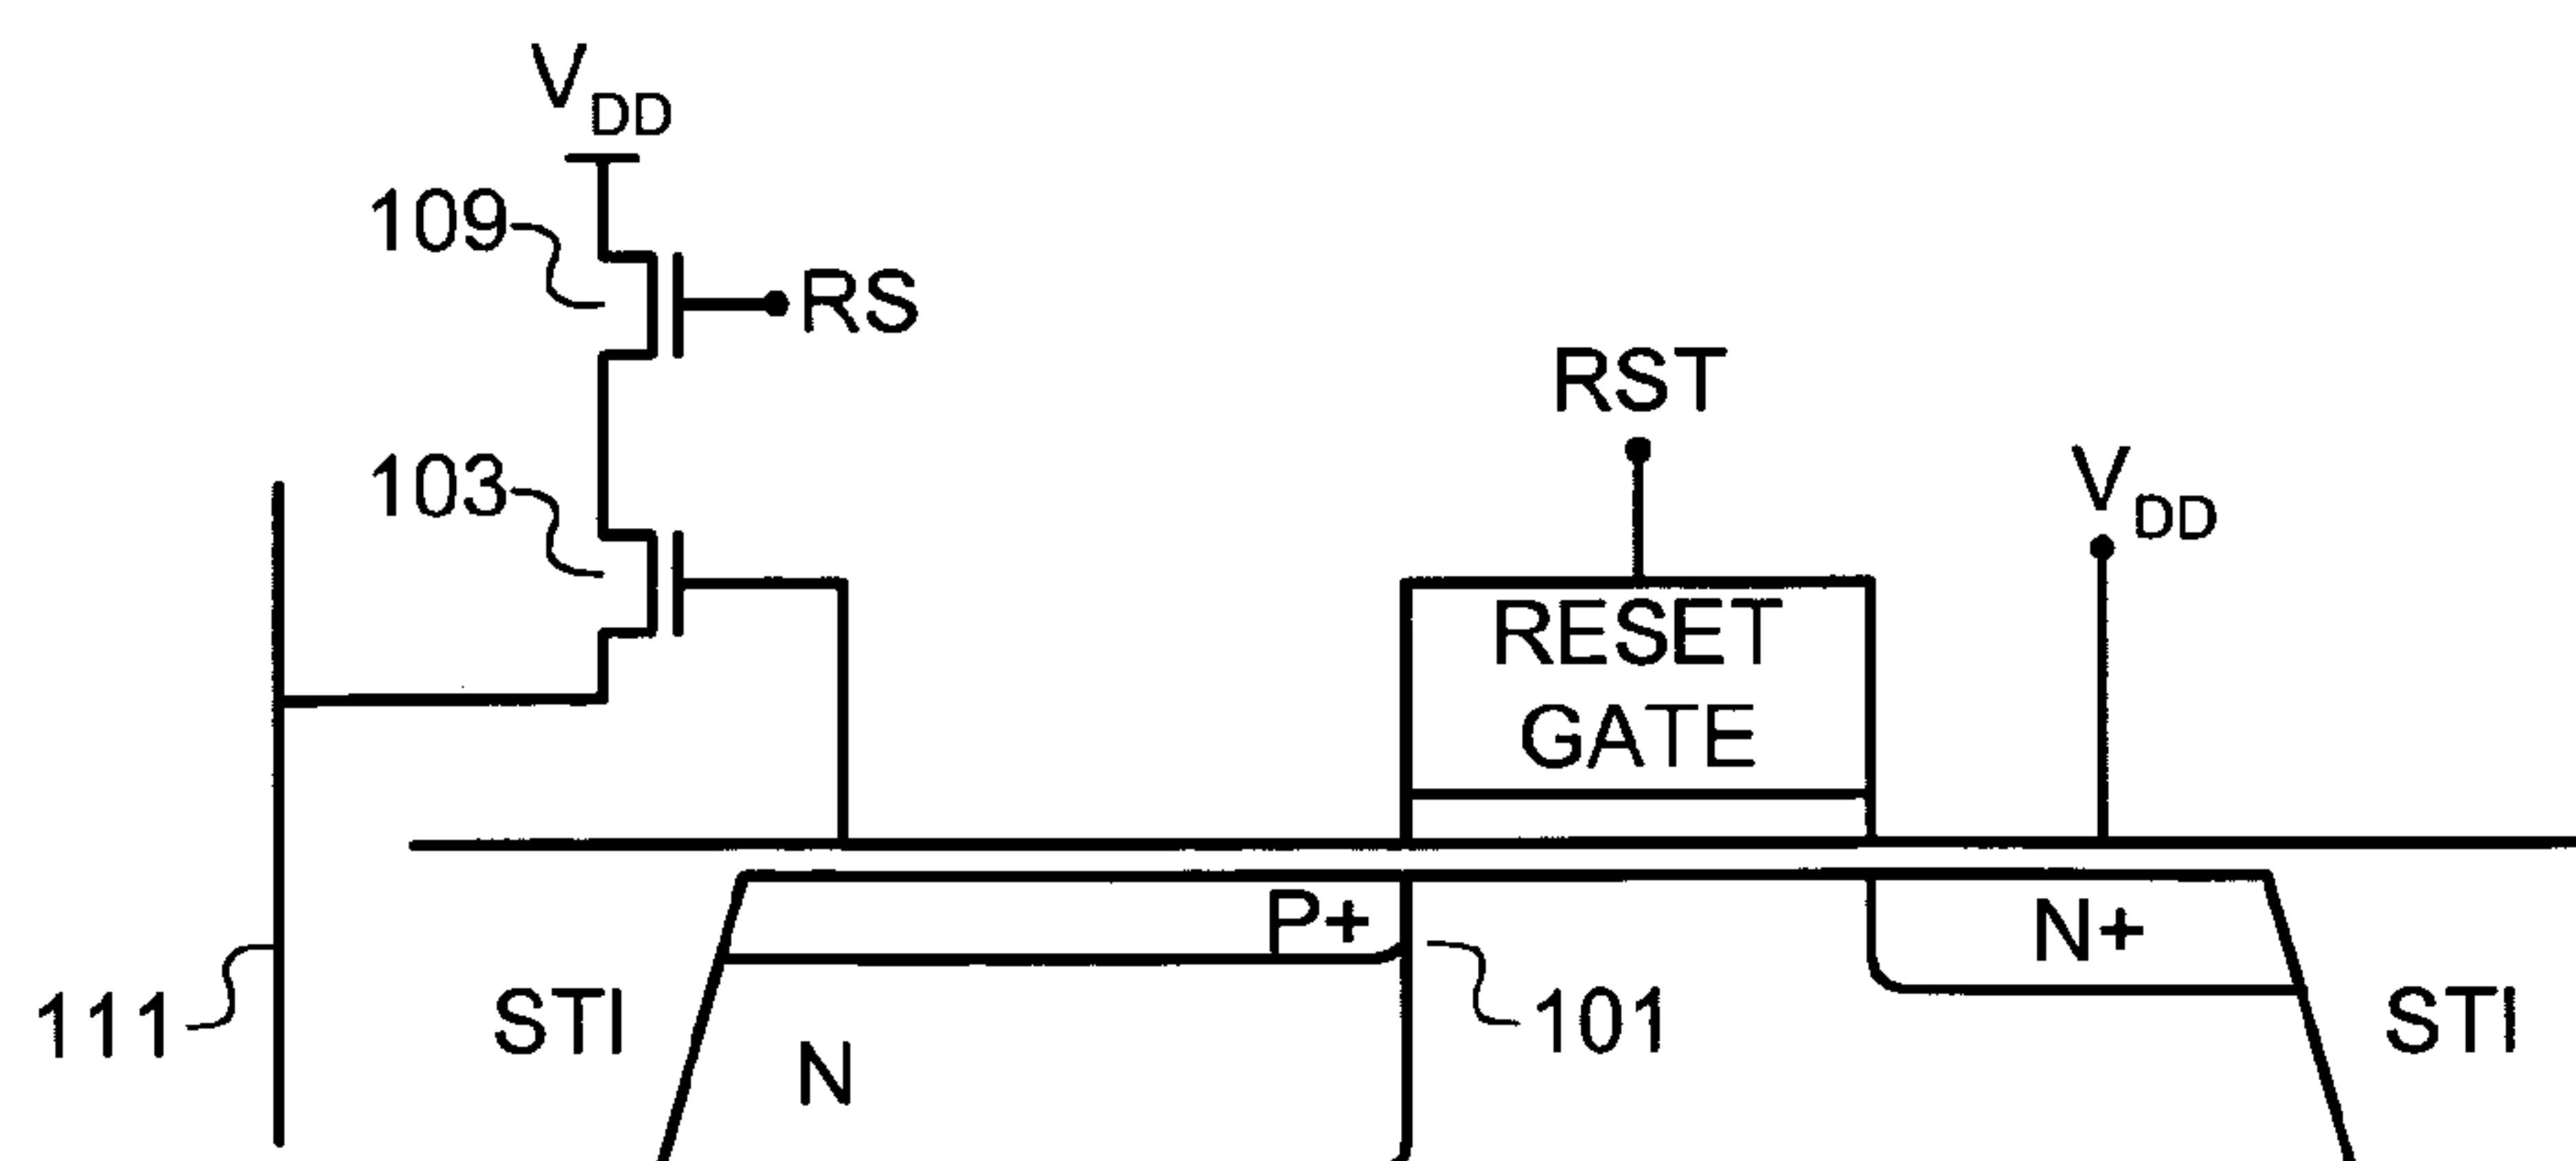 VDD
109
RS
RST
103
VDD
RESET
GATE
P+
N+
111
STI
101
STI
N